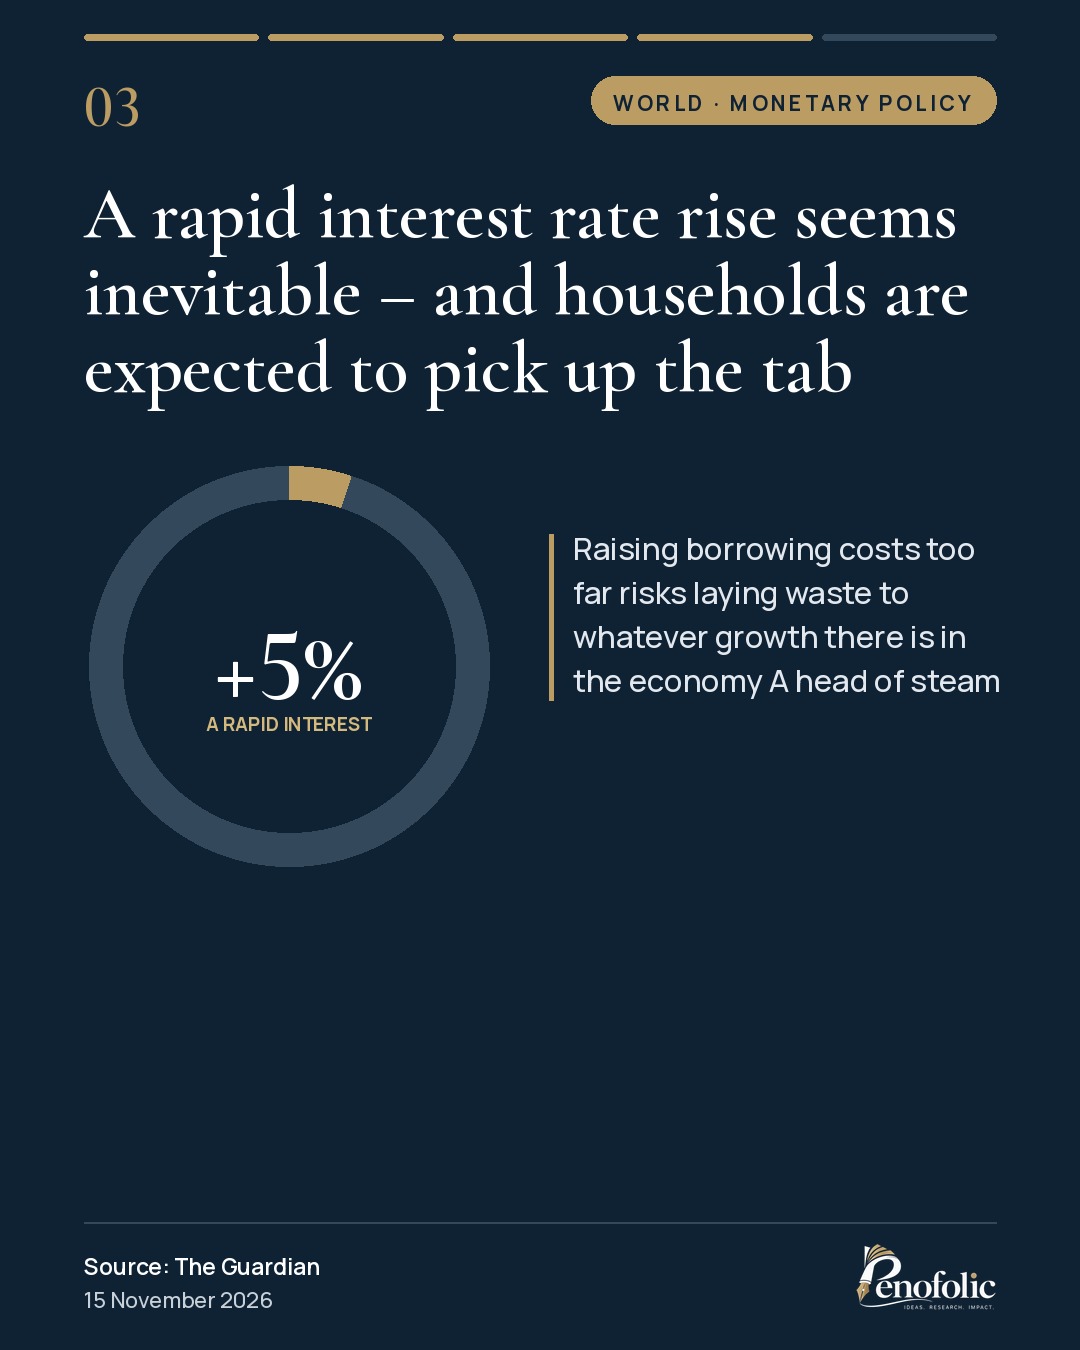 03
WORLD · MONETARY POLICY
A rapid interest rate rise seems
inevitable – and households are
expected to pick up the tab
+5%
A RAPID INTEREST
Raising borrowing costs too
far risks laying waste to
whatever growth there is in
the economy A head of steam
Source: The Guardian
15 November 2026
Penofolic
IDEAS. RESEARCH. IMPACT.